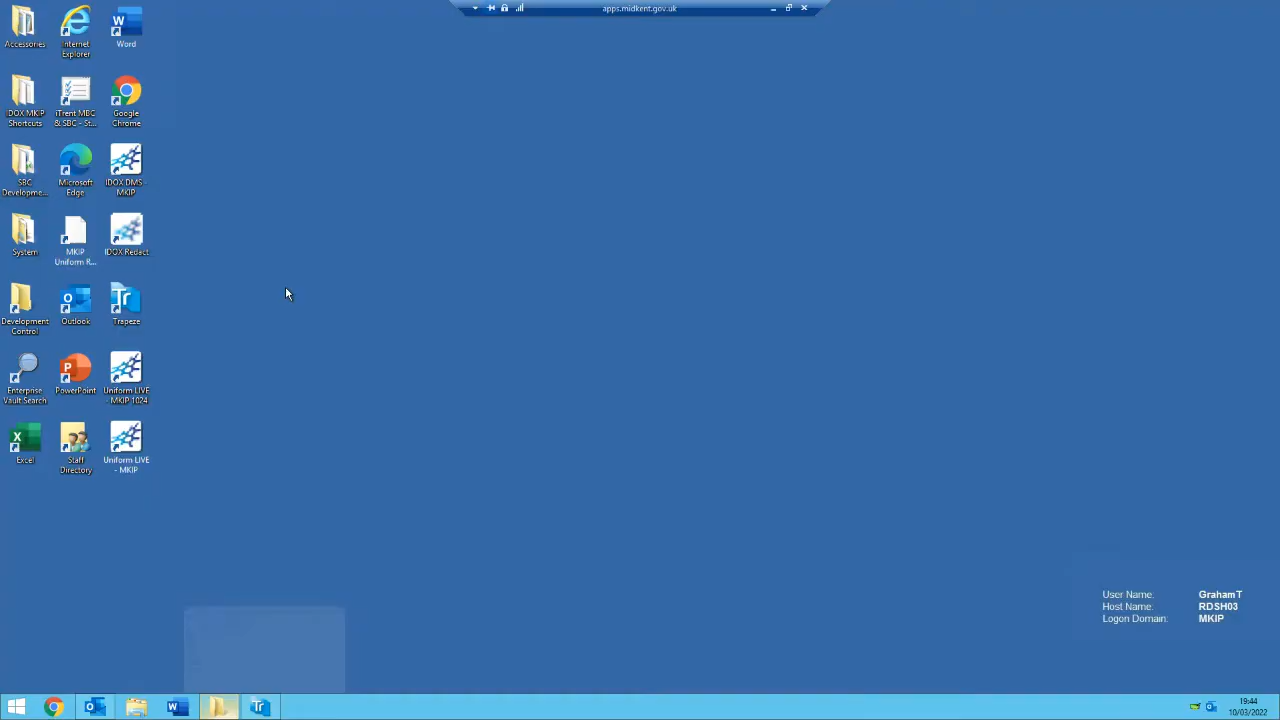 apps.midkent.gov.uk
Accessories
Internet
Explorer
Word
IDOX MKIP
Shortcuts
iTrent MBC
& SBC - St...
Google
Chrome
SBC
Developme...
Microsoft
Edge
IDOX DMS -
MKIP
System
MKIP
Uniform R...
IDOX Redact
Development
Control
Outlook
Trapeze
Enterprise
Vault Search
PowerPoint
Uniform LIVE
- MKIP 1024
Excel
Staff
Directory
Uniform LIVE
- MKIP
User Name: GrahamT
Host Name: RDSH03
Logon Domain: MKIP
19:44
10/03/2022